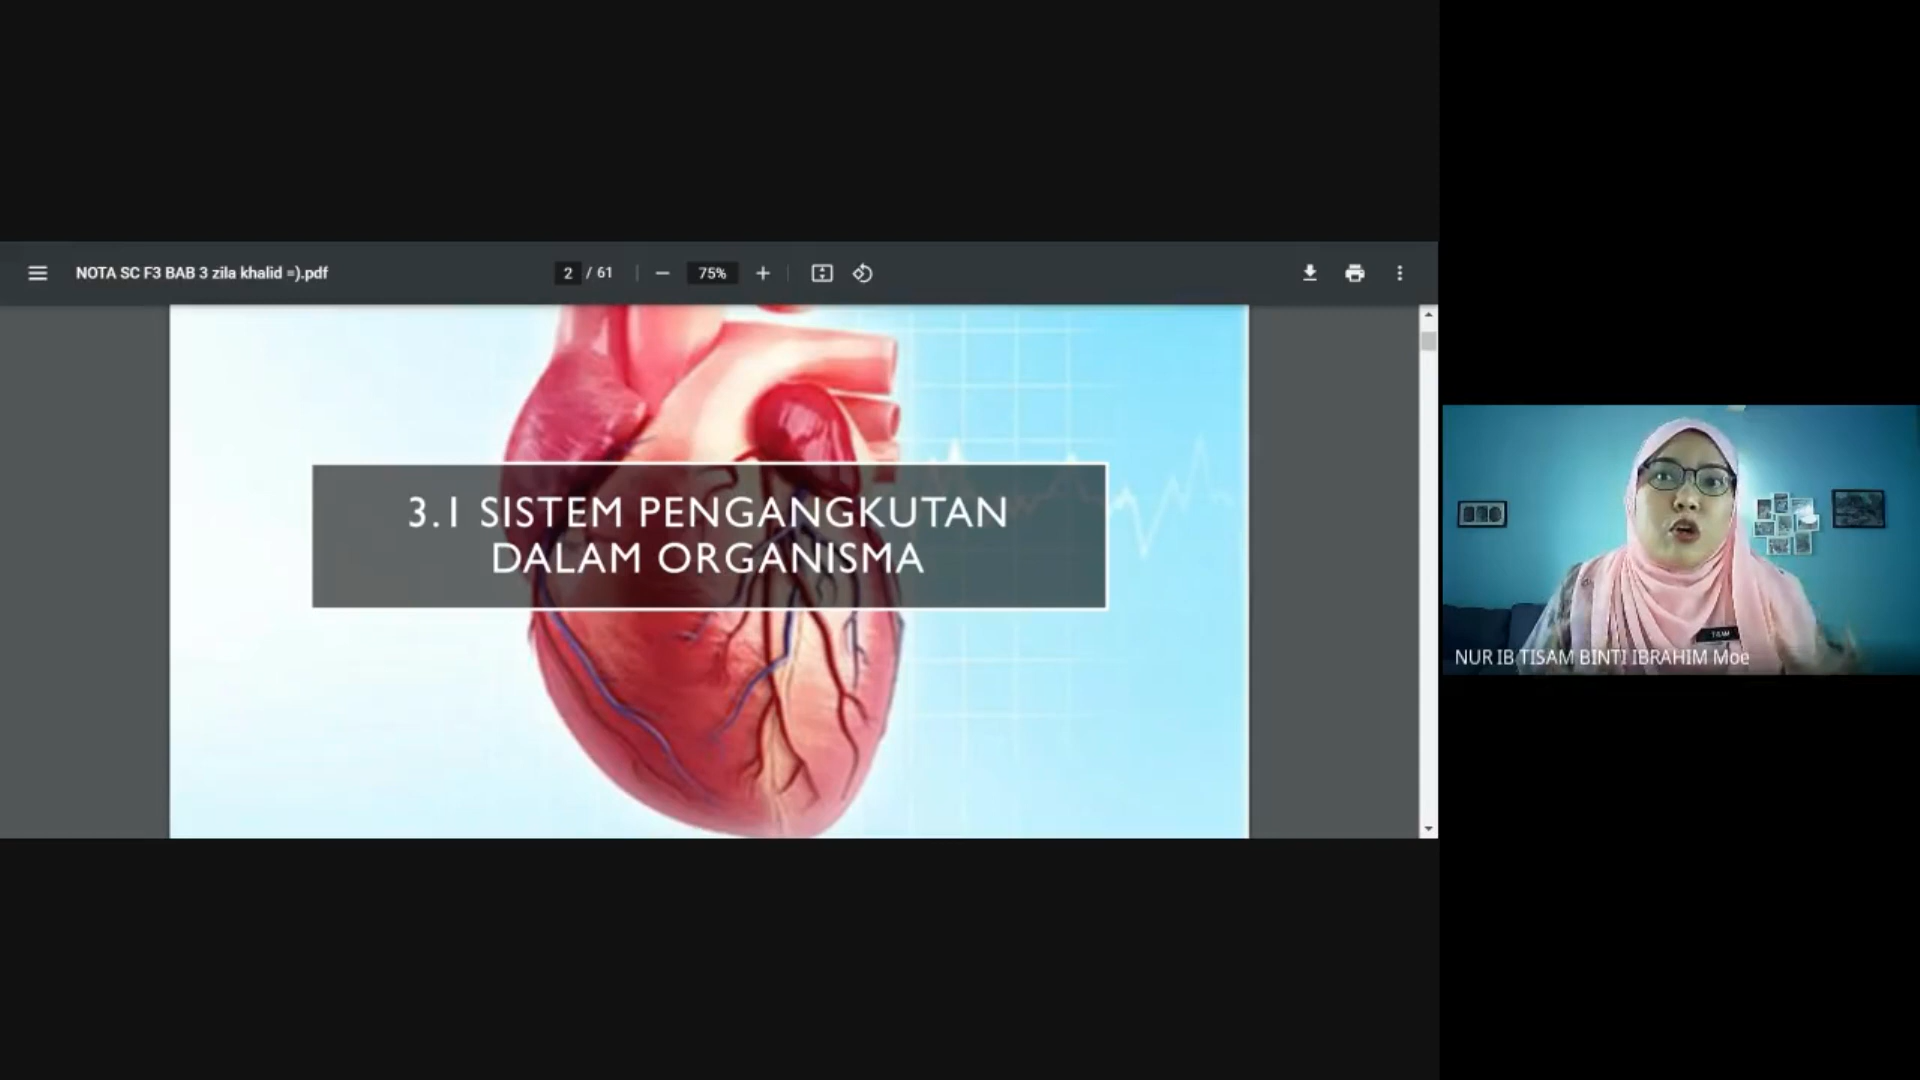 NOTA SC F3 BAB 3 zila khalid =).pdf
2 / 61
75%
3.1 SISTEM PENGANGKUTAN
DALAM ORGANISMA
TISAM
NUR IB TISAM BINTI IBRAHIM Moe